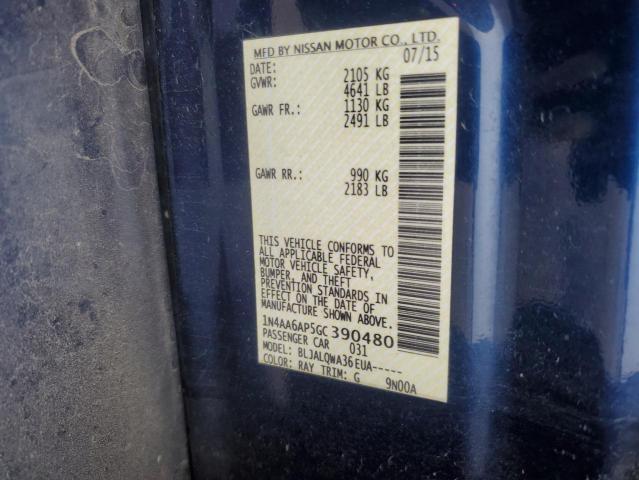 MFD BY NISSAN MOTOR CO., LTD.
DATE: 07/15
GVWR: 2105 KG
4641 LB
GAWR FR.: 1130 KG
2491 LB
GAWR RR.: 990 KG
2183 LB
THIS VEHICLE CONFORMS TO
ALL APPLICABLE FEDERAL
MOTOR VEHICLE SAFETY,
BUMPER, AND THEFT
PREVENTION STANDARDS IN
EFFECT ON THE DATE OF
MANUFACTURE SHOWN ABOVE.
1N4AA6AP5GC390480
PASSENGER CAR 031
MODEL: BLJALQWA36EUA-----
COLOR: RAY TRIM: G 9N00A